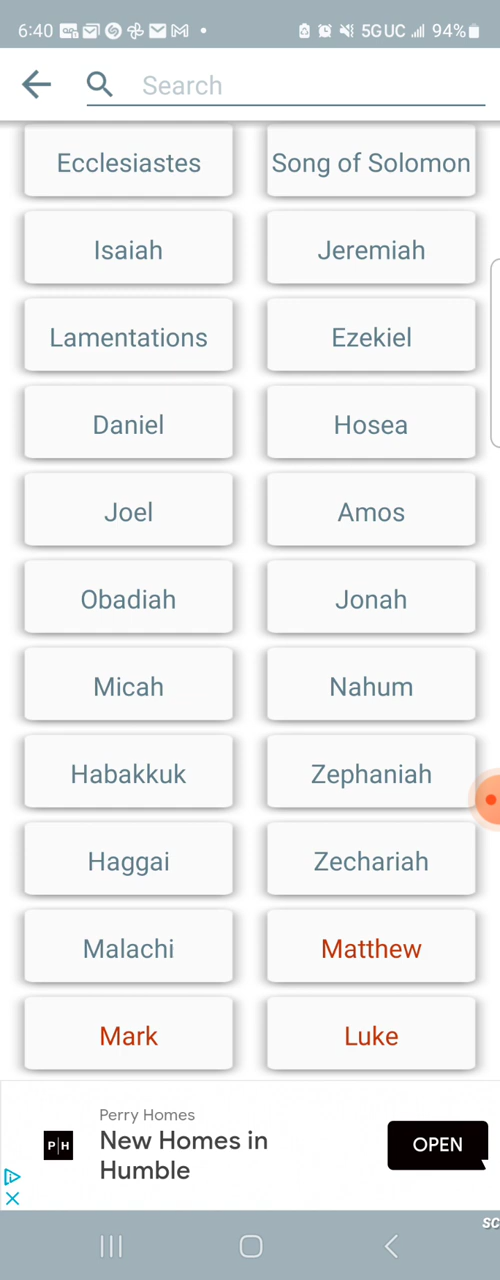 6:40 5GUC 94%
Search
Ecclesiastes Song of Solomon
Isaiah Jeremiah
Lamentations Ezekiel
Daniel Hosea
Joel Amos
Obadiah Jonah
Micah Nahum
Habakkuk Zephaniah
Haggai Zechariah
Malachi Matthew
Mark Luke
Perry Homes
P|H New Homes in
Humble
OPEN
SC